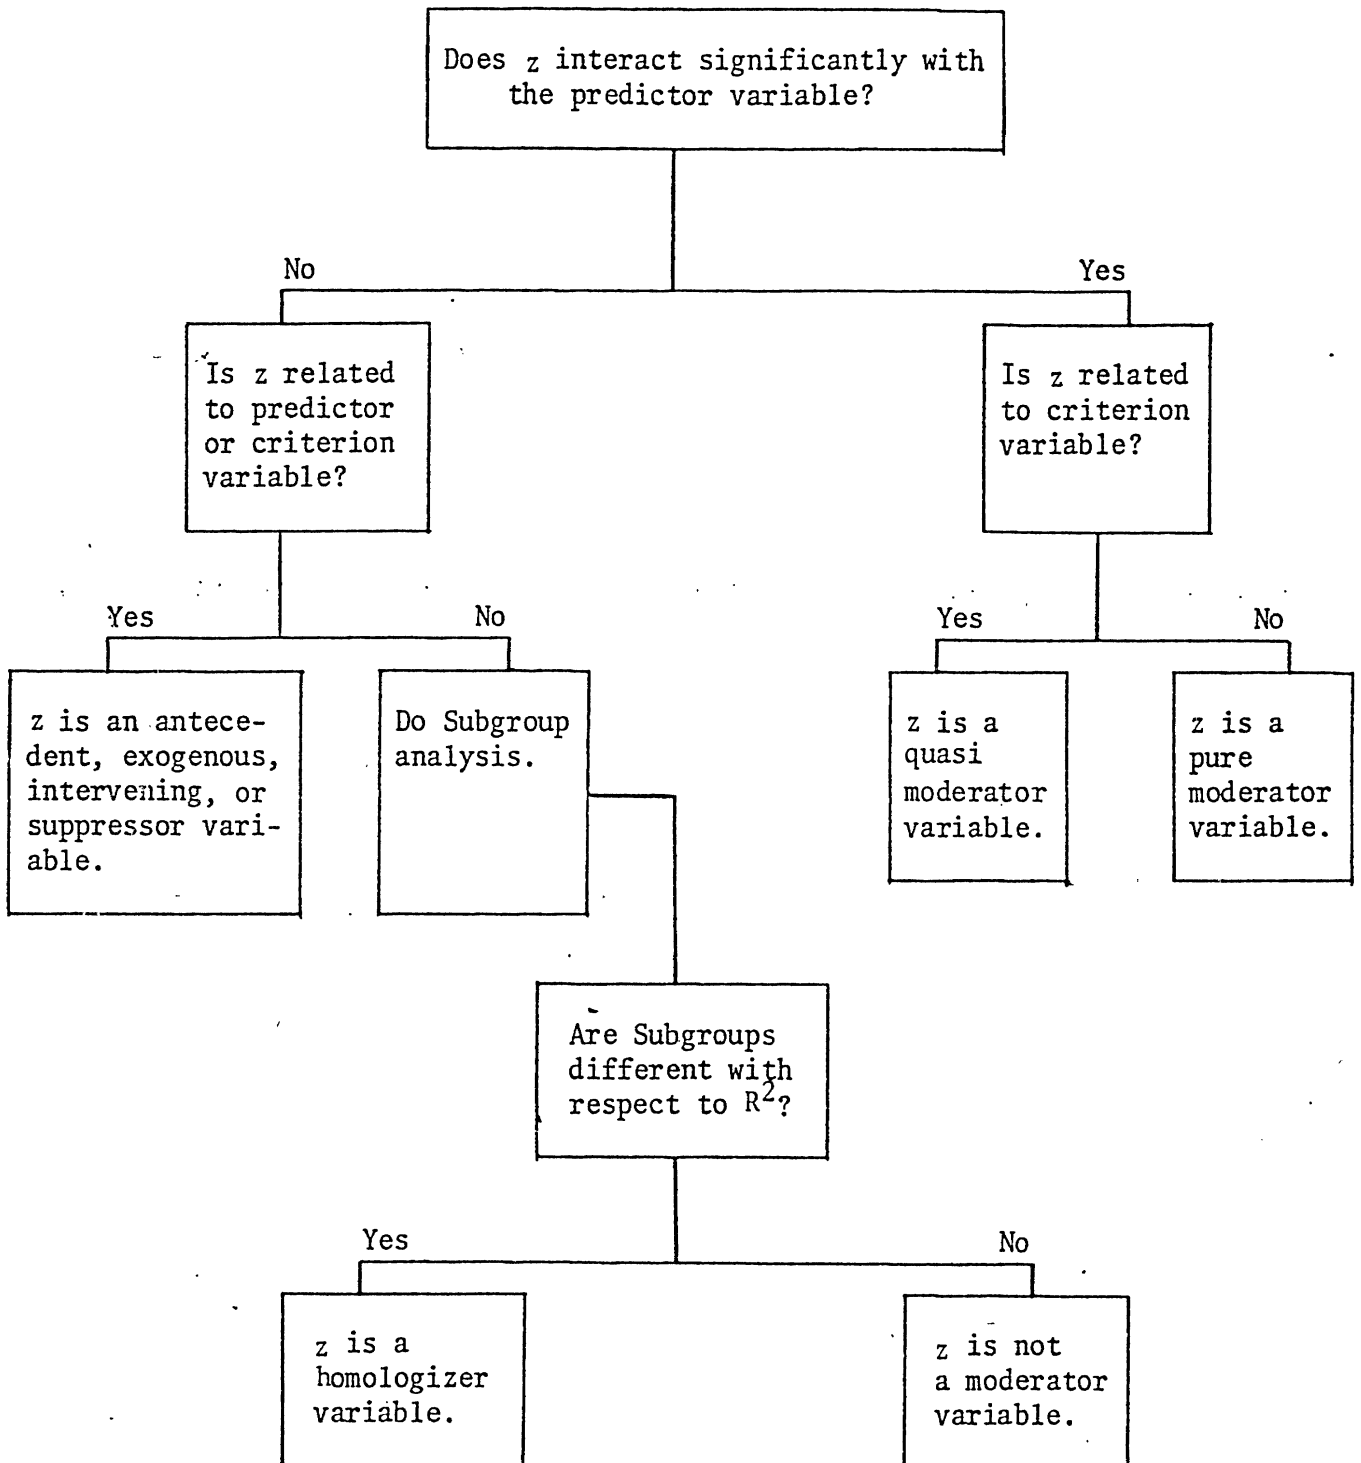 Does z interact significantly with
the predictor variable?
No
Yes
Is z related
to predictor
or criterion
variable?
Is z related
to criterion
variable?
Yes
No
Yes
No
z is an antece-
dent, exogenous,
intervening, or
suppressor vari-
able.
Do Subgroup
analysis.
z is a
quasi
moderator
variable.
z is a
pure
moderator
variable.
Are Subgroups
different with
respect to R²?
Yes
No
z is a
homologizer
variable.
z is not
a moderator
variable.